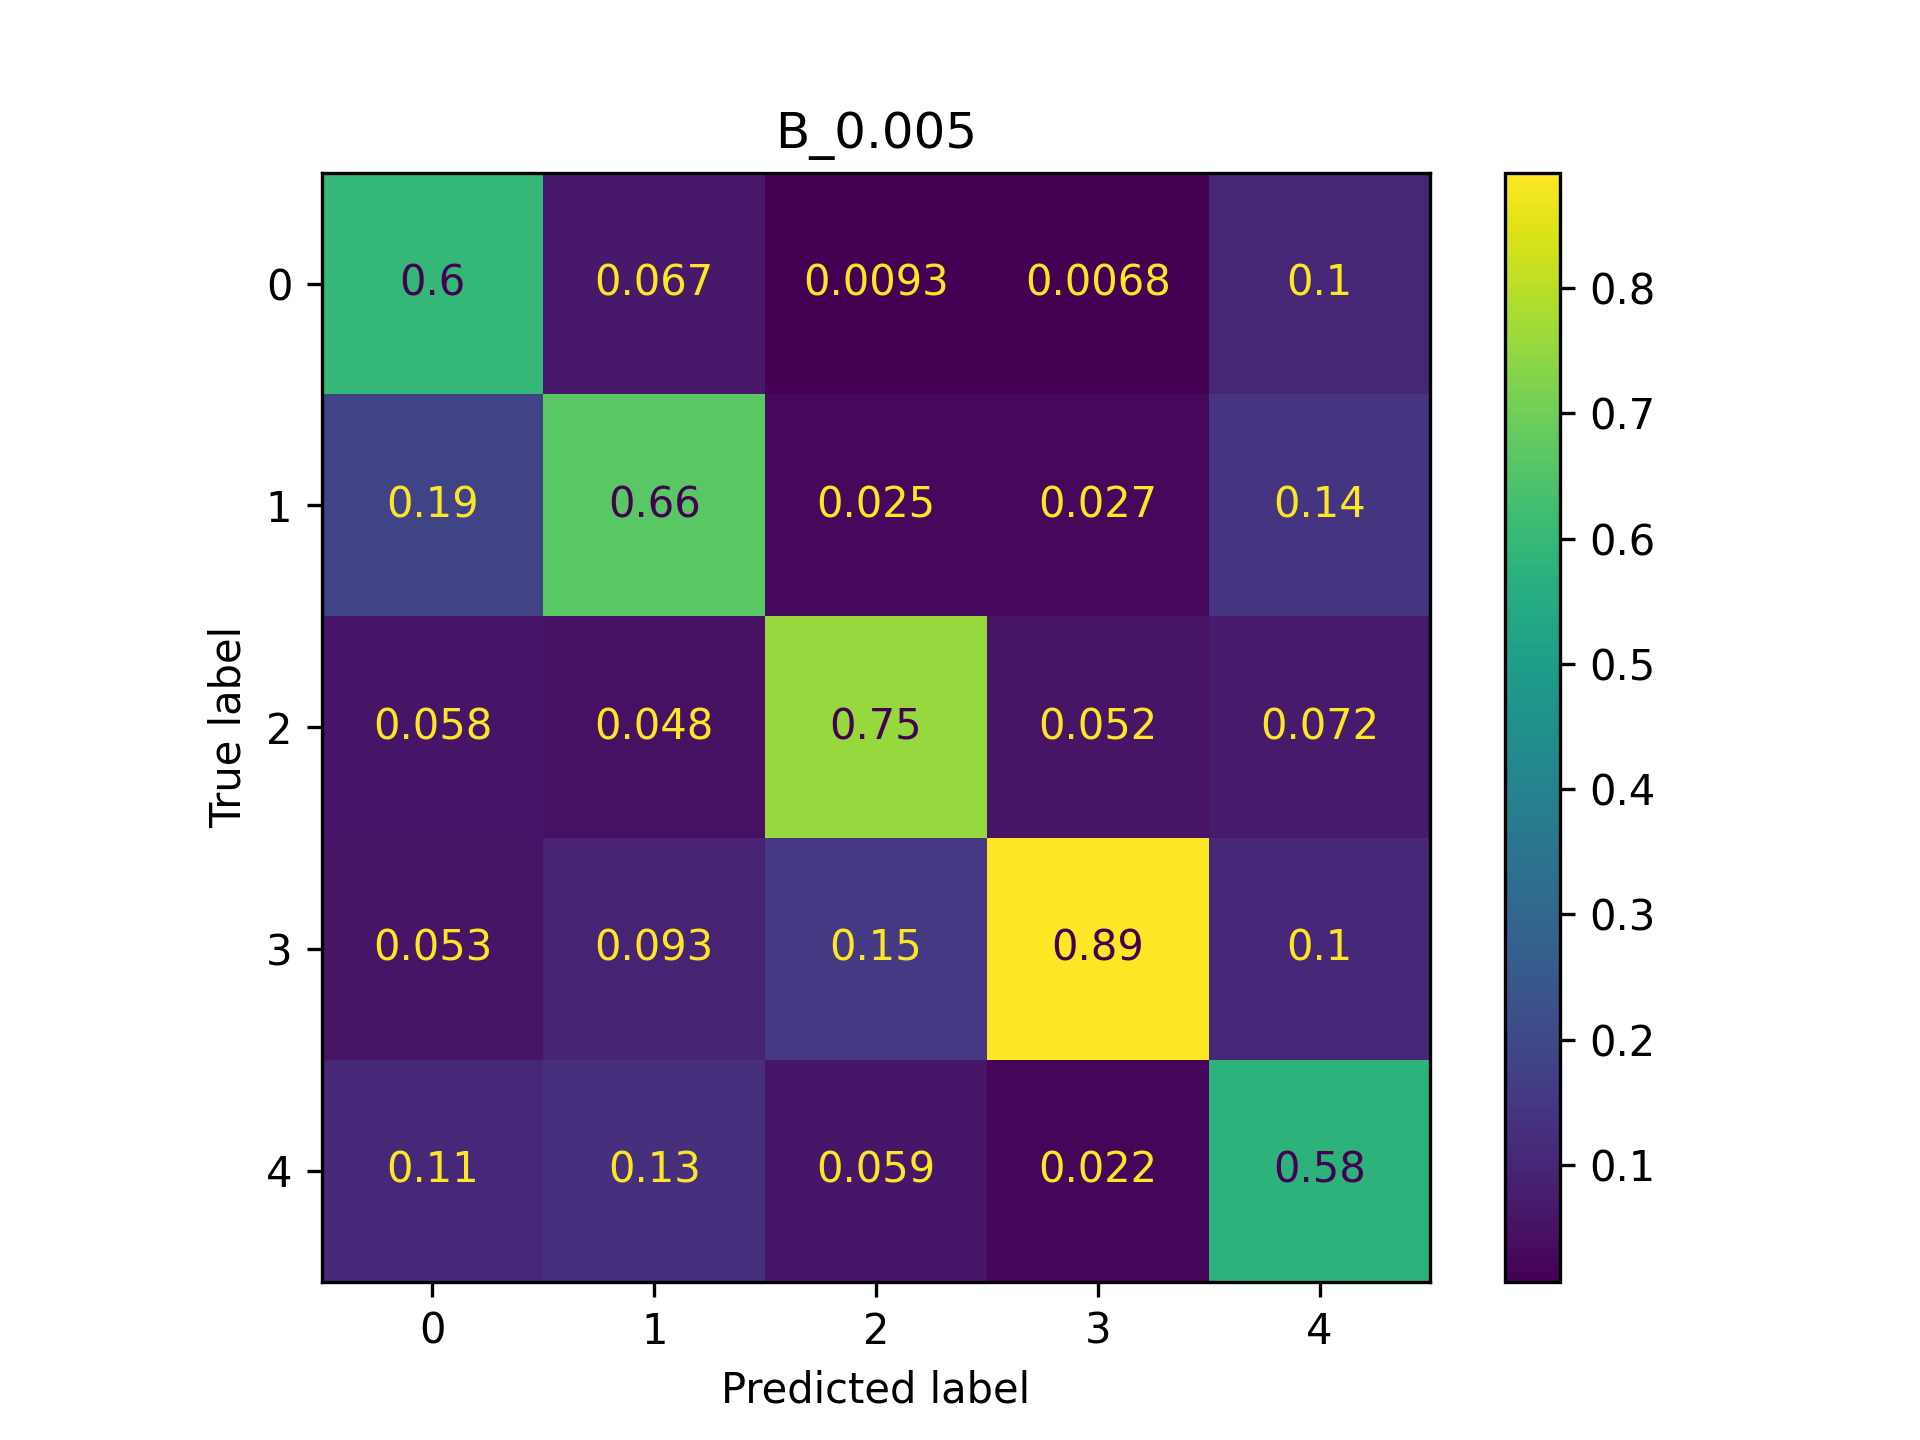 B_0.005
0 0.6 0.067 0.0093 0.0068 0.1
1 0.19 0.66 0.025 0.027 0.14
2 0.058 0.048 0.75 0.052 0.072
3 0.053 0.093 0.15 0.89 0.1
4 0.11 0.13 0.059 0.022 0.58
0 1 2 3 4
Predicted label
True label
0.8
0.7
0.6
0.5
0.4
0.3
0.2
0.1